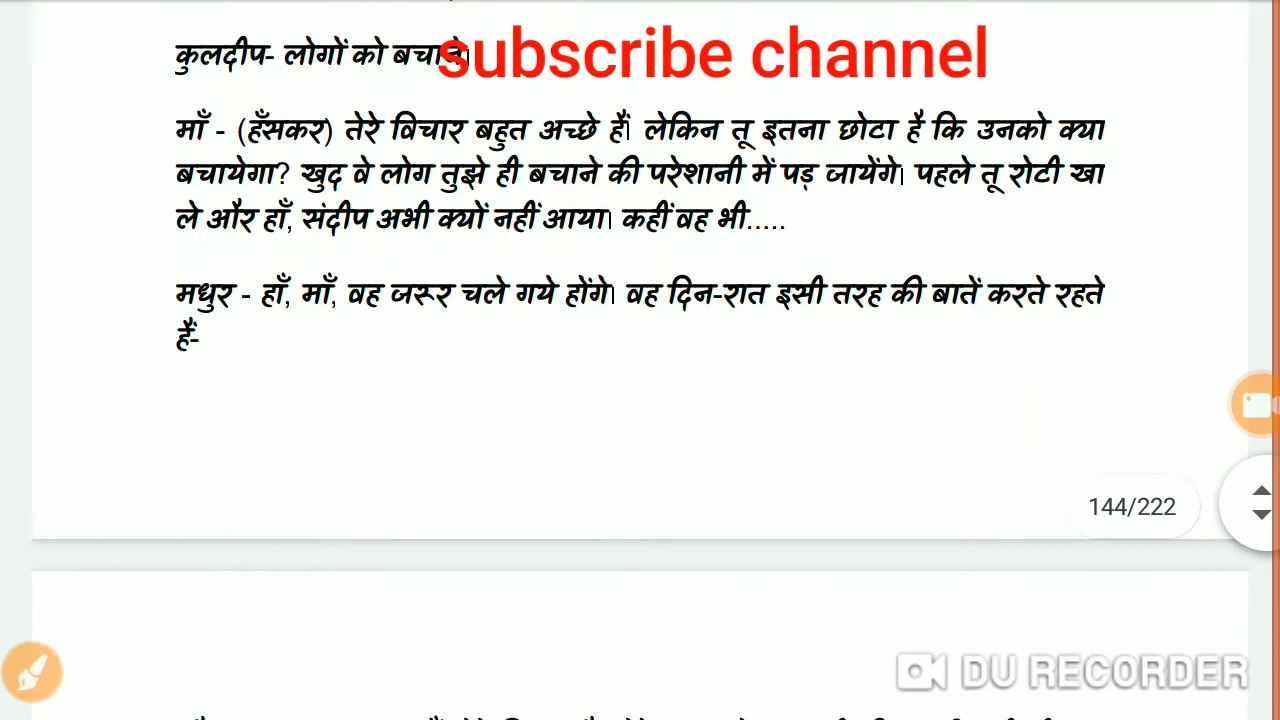 कुलदीप- लोगों को बचाने।
subscribe channel
माँ - (हँसकर) तेरे विचार बहुत अच्छे हैं। लेकिन तू इतना छोटा है कि उनको क्या
बचायेगा? खुद वे लोग तुझे ही बचाने की परेशानी में पड़ जायेंगे। पहले तू रोटी खा
ले और हाँ, संदीप अभी क्यों नहीं आया। कहीं वह भी.....
मधुर - हाँ, माँ, वह जरूर चले गये होंगे। वह दिन-रात इसी तरह की बातें करते रहते
हैं-
144/222
DU RECORDER